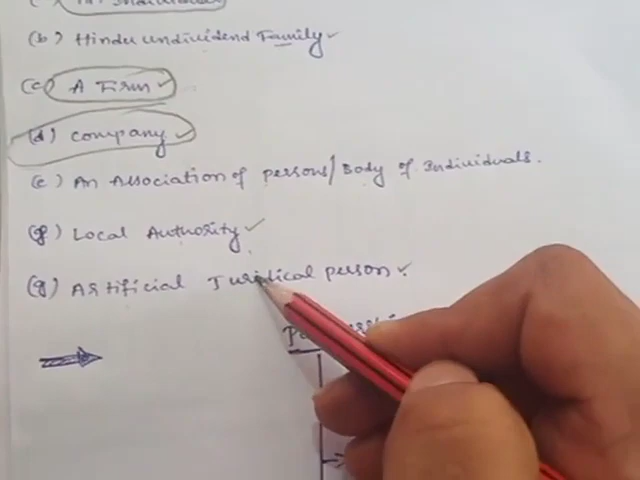 (b) Hindu undividend Family
(c) A Firm
(d) company
(e) An Association of persons/Body of Individuals.
(f) Local Authority
(g) Artificial Juridical person